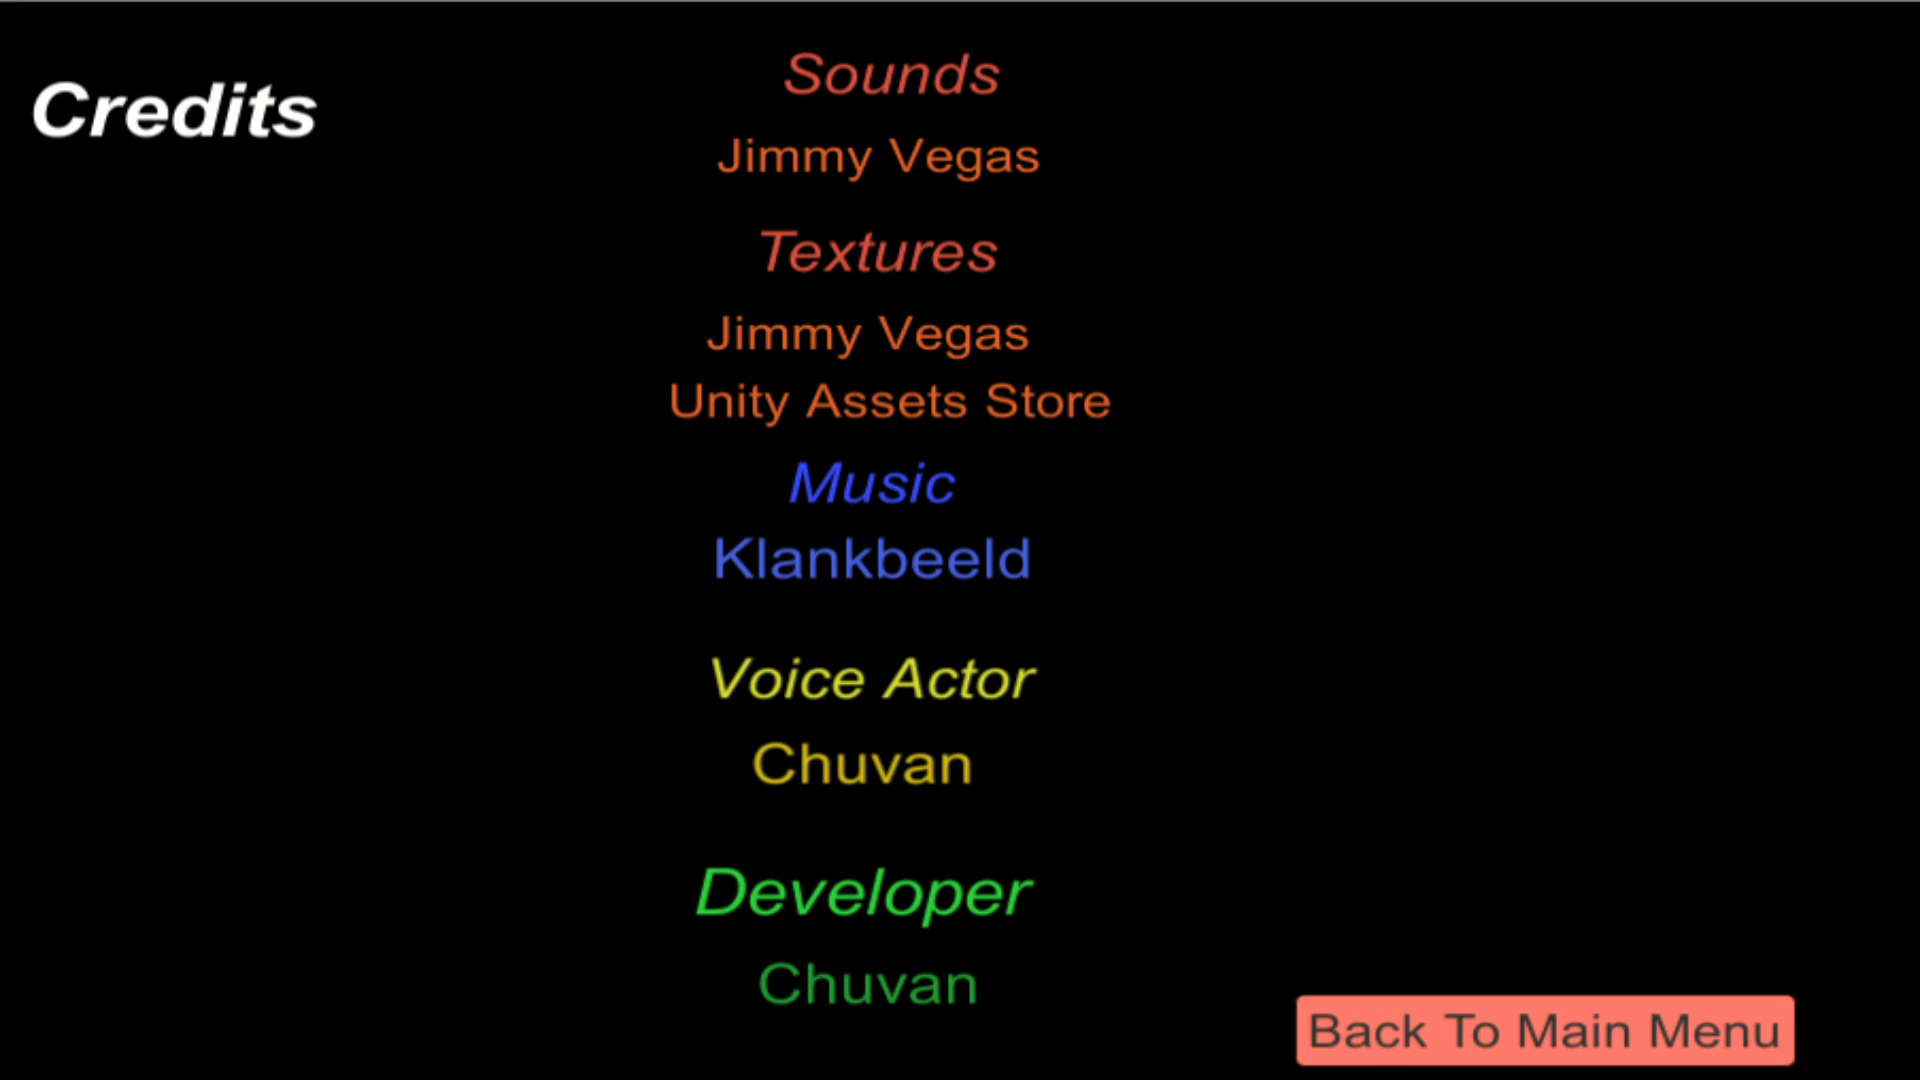 Credits
Sounds
Jimmy Vegas
Textures
Jimmy Vegas
Unity Assets Store
Music
Klankbeeld
Voice Actor
Chuvan
Developer
Chuvan
Back To Main Menu